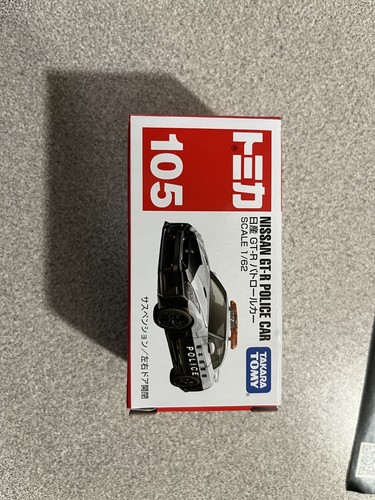 トミカ
105
NISSAN GT-R POLICE CAR
日産 GT-R パトロールカー
SCALE 1/62
TAKARA
TOMY
POLICE
サスペンション/左右ドア開閉